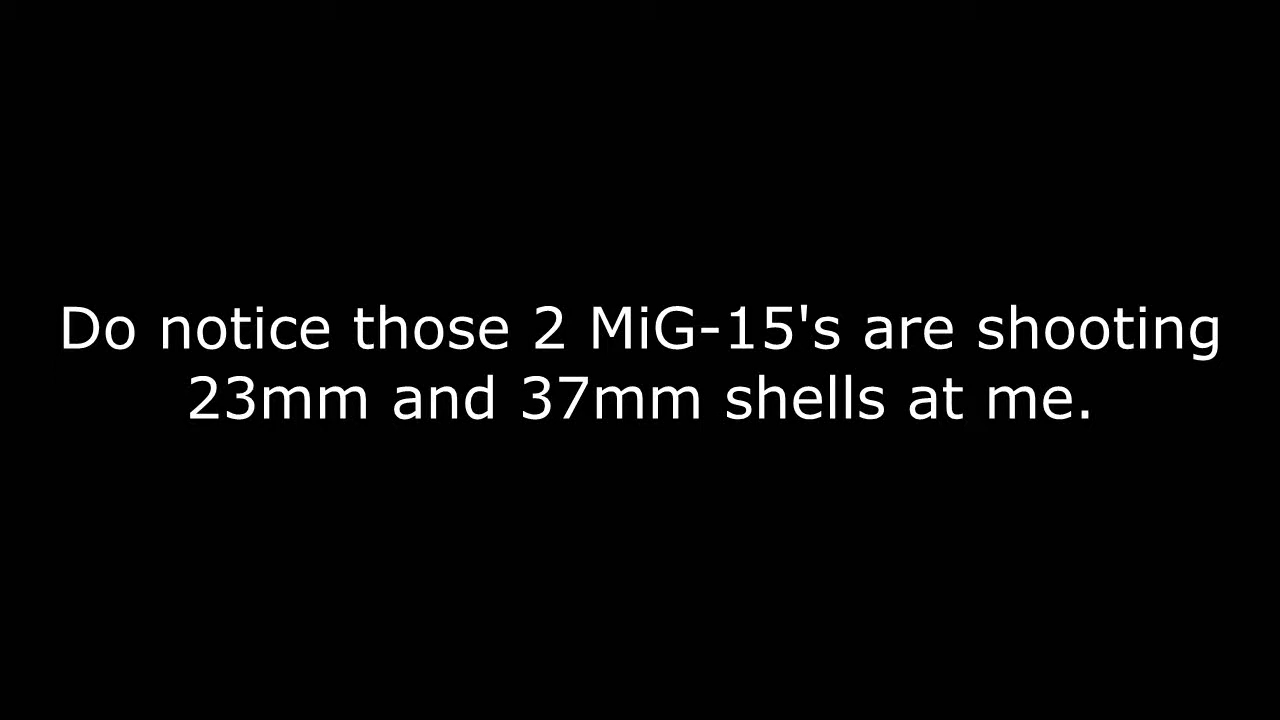 Do notice those 2 MiG-15's are shooting
23mm and 37mm shells at me.